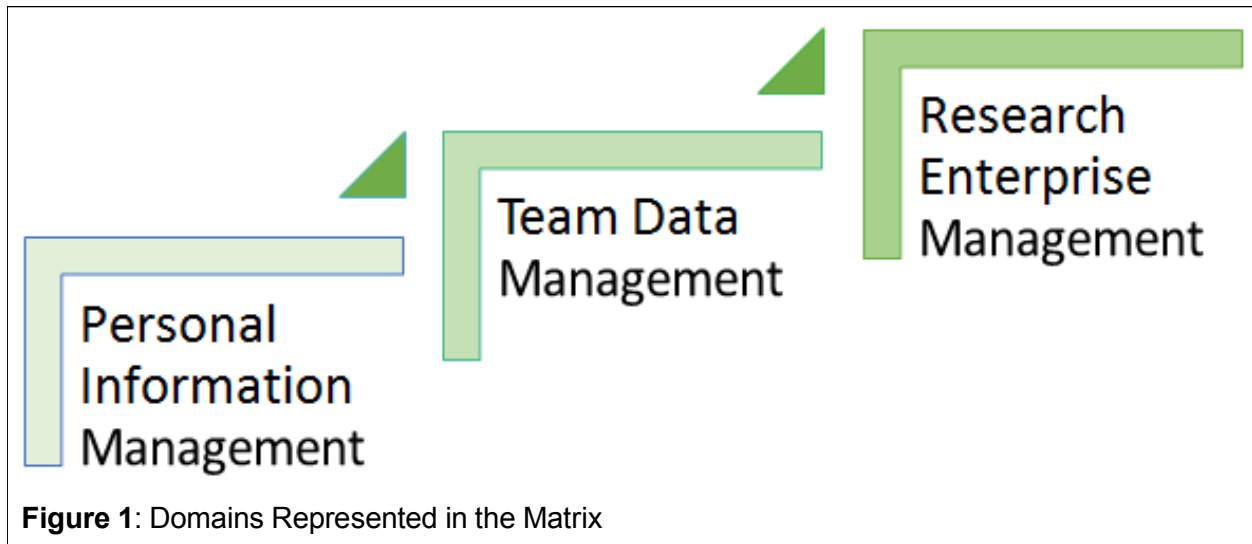 Personal
Information
Management
Team Data
Management
Research
Enterprise
Management
Figure 1: Domains Represented in the Matrix